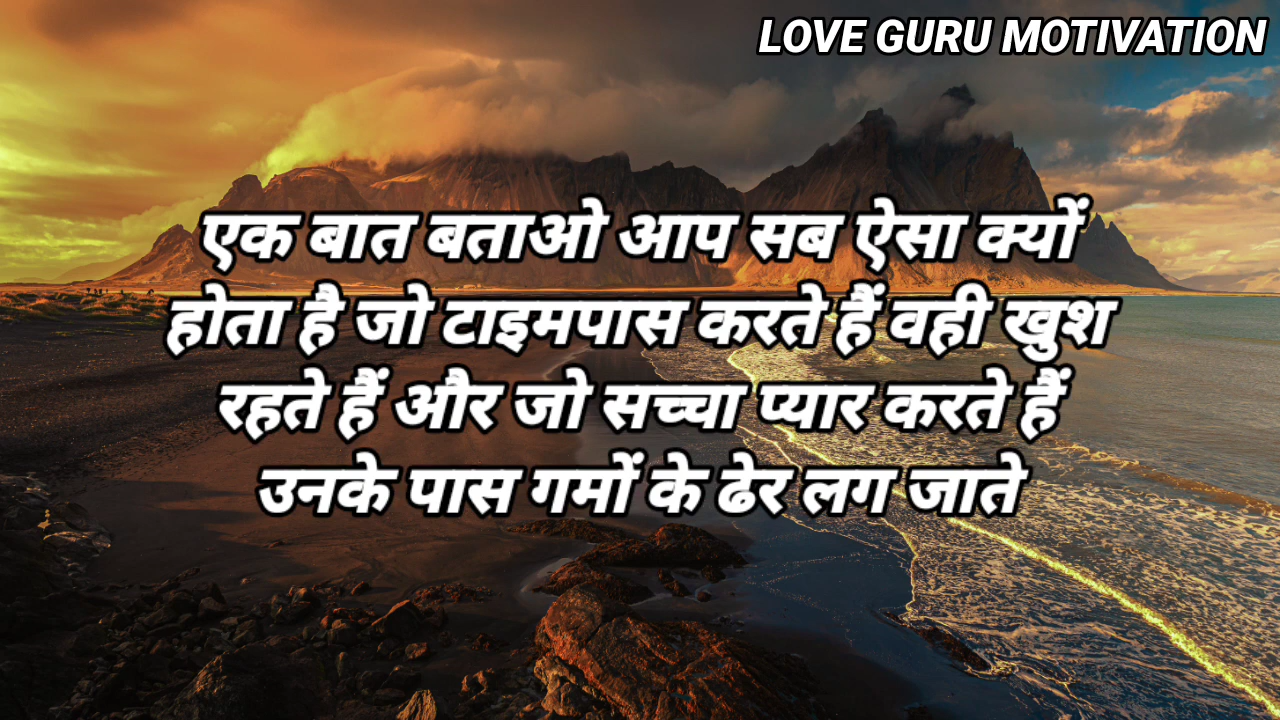 LOVE GURU MOTIVATION
एक बात बताओ आप सब ऐसा क्यों
होता है जो टाइमपास करते हैं वही खुश
रहते हैं और जो सच्चा प्यार करते हैं
उनके पास गमों के ढेर लग जाते